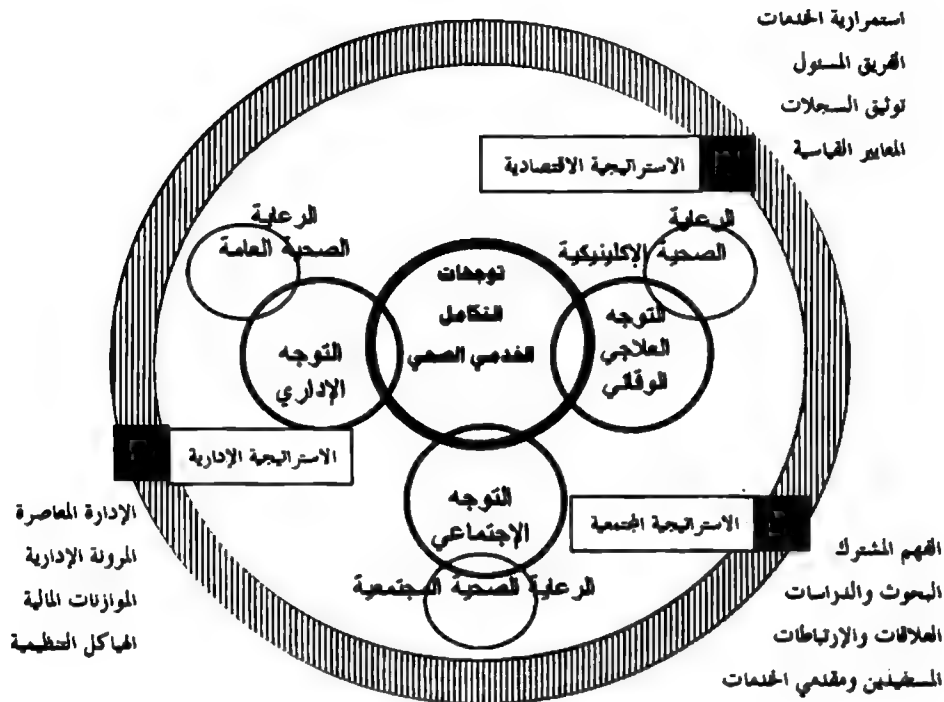 استمرارية الخدمات
الفريق المسئول
توثيق السجلات
المعايير القياسية
الاستراتيجية الاقتصادية
الرعاية
الصحية الإكلينيكية
الرعاية
الصحية العامة
توجهات
التكامل
الخدمي الصحي
التوجه
العلاجي
الوقائي
التوجه
الإداري
الاستراتيجية الإدارية
الإدارة المعاصرة
المرونة الإدارية
الموازنات المالية
الهياكل التنظيمية
التوجه
الإجتماعي
الرعاية الصحية المجتمعية
الاستراتيجية المجتمعية
الفهم المشترك
البحوث والدراسات
العلاقات والإرتباطات
المستفيدين ومقدمي الخدمات